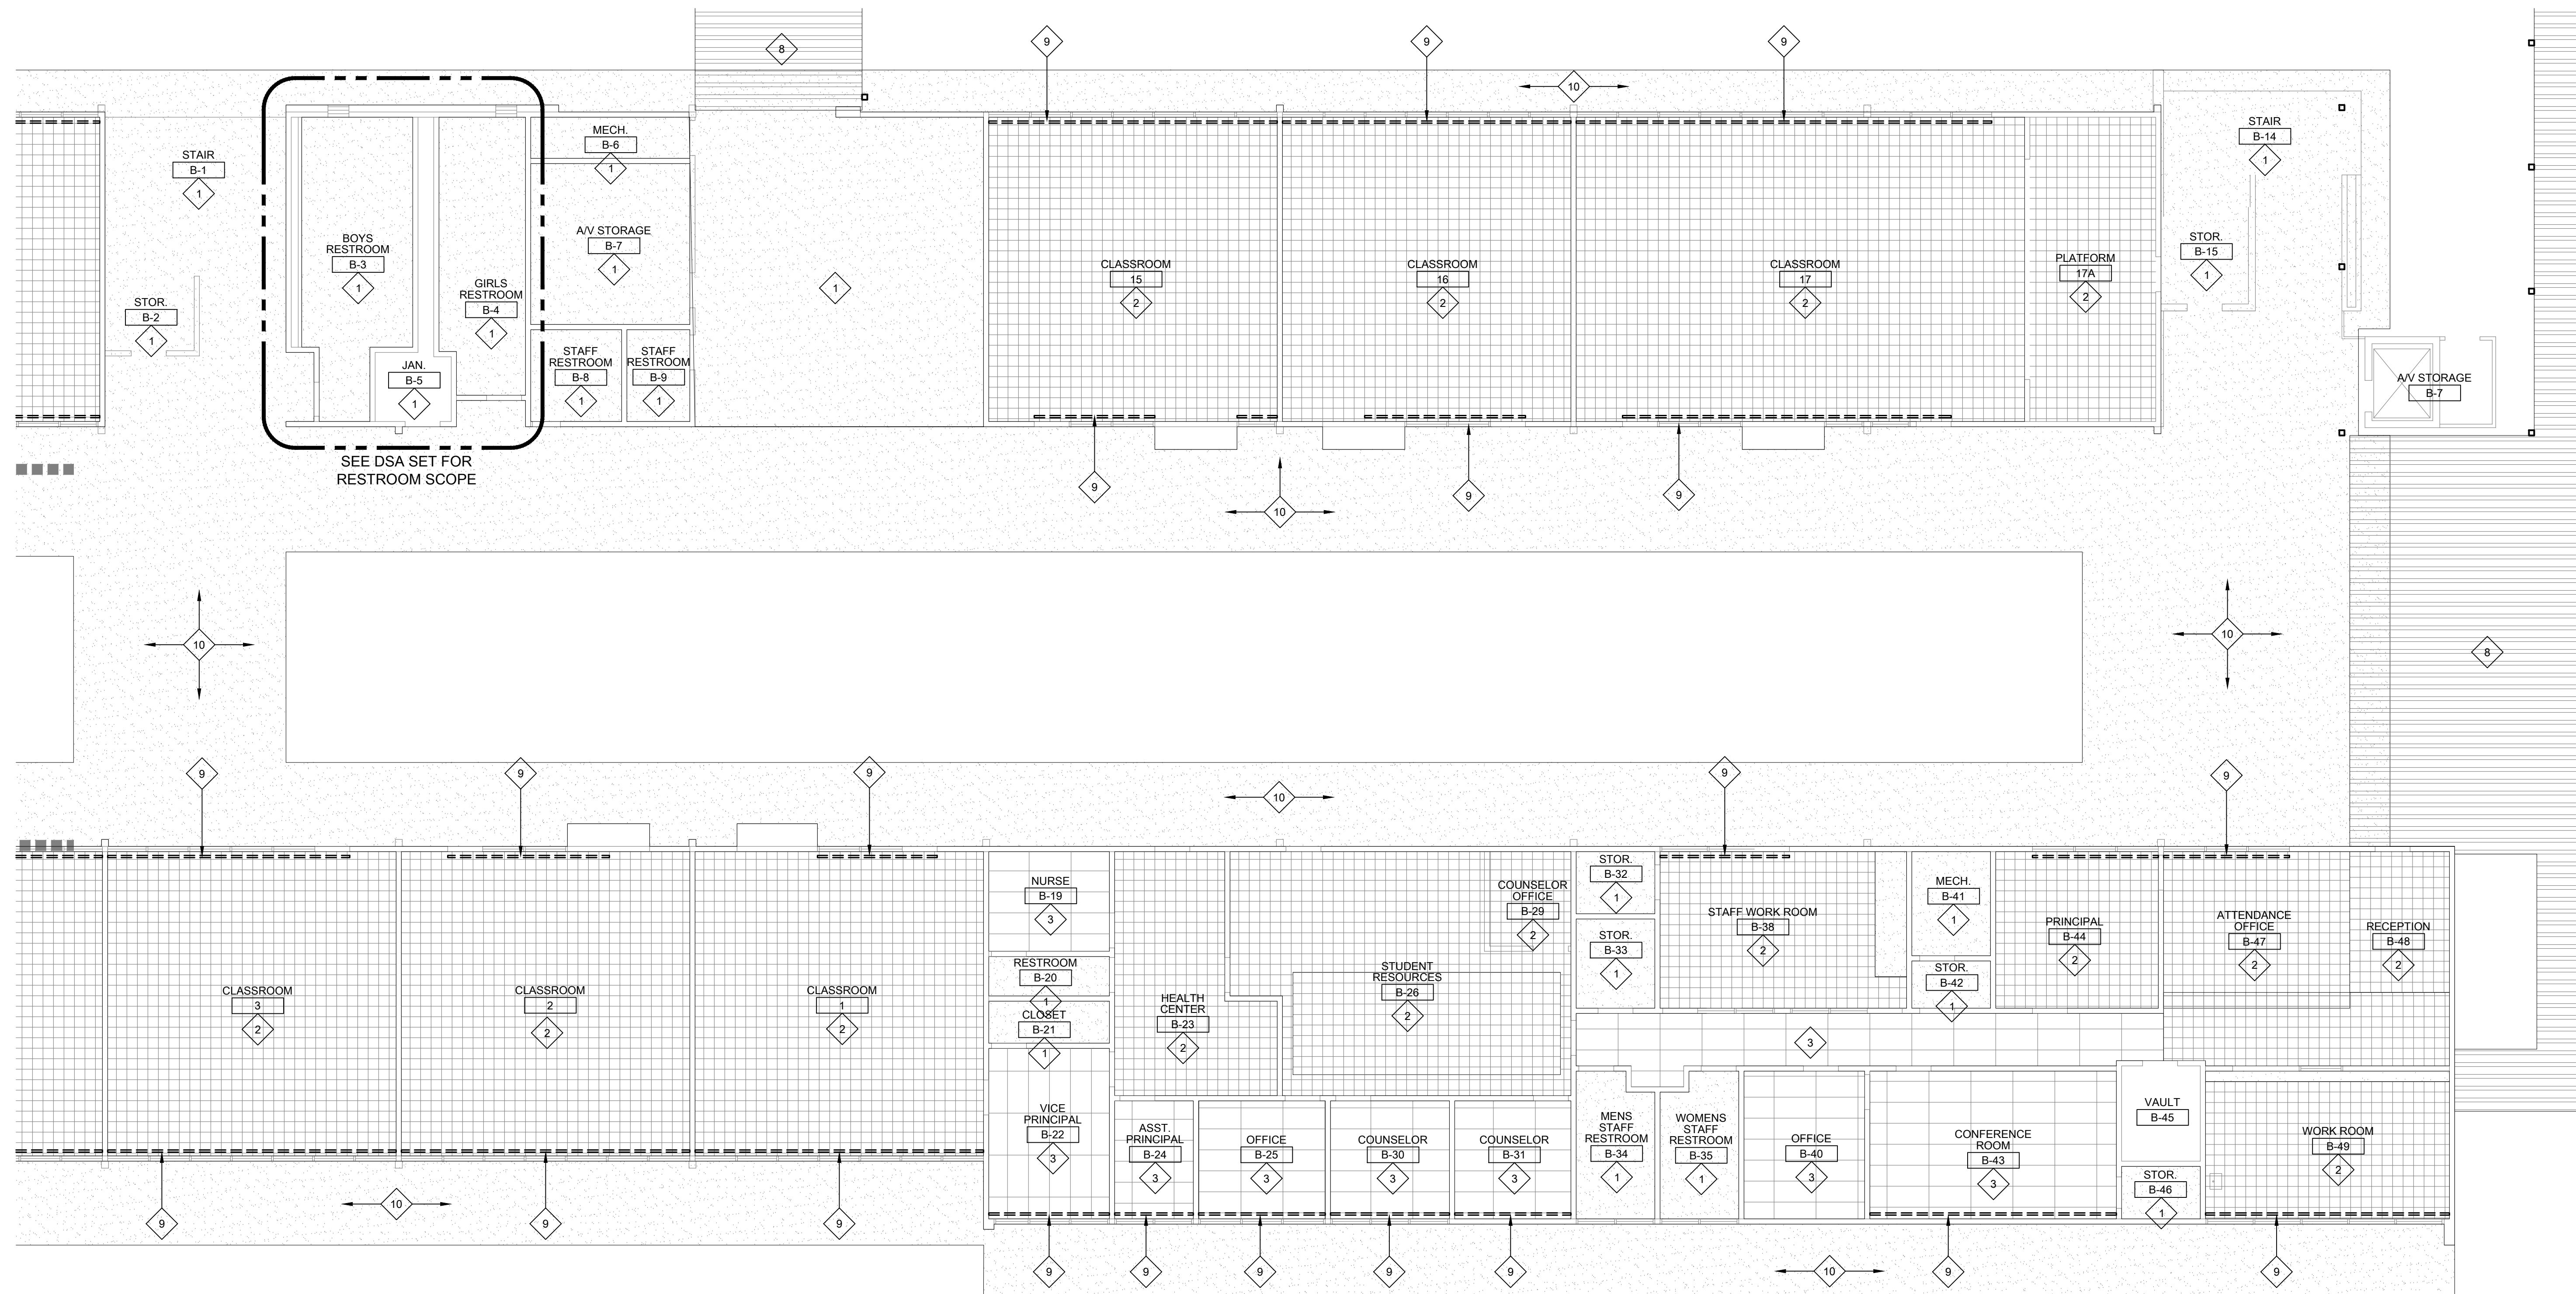 8
9
9
9
10
STAIR
B-1
1
STOR.
B-2
1
BOYS
RESTROOM
B-3
1
GIRLS
RESTROOM
B-4
1
JAN.
B-5
1
SEE DSA SET FOR
RESTROOM SCOPE
MECH.
B-6
1
A/V STORAGE
B-7
1
STAFF
RESTROOM
B-8
1
STAFF
RESTROOM
B-9
1
1
CLASSROOM
15
2
CLASSROOM
16
2
CLASSROOM
17
2
PLATFORM
17A
2
STAIR
B-14
1
STOR.
B-15
1
A/V STORAGE
B-7
9
9
9
10
10
10
8
9
9
9
10
9
9
CLASSROOM
3
2
CLASSROOM
2
2
CLASSROOM
1
2
NURSE
B-19
3
RESTROOM
B-20
1
CLOSET
B-21
1
VICE
PRINCIPAL
B-22
3
HEALTH
CENTER
B-23
2
ASST.
PRINCIPAL
B-24
3
OFFICE
B-25
3
STUDENT
RESOURCES
B-26
2
COUNSELOR
OFFICE
B-29
2
COUNSELOR
B-30
3
COUNSELOR
B-31
3
STOR.
B-32
1
STOR.
B-33
1
MENS
STAFF
RESTROOM
B-34
1
WOMENS
STAFF
RESTROOM
B-35
1
STAFF WORK ROOM
B-38
2
3
OFFICE
B-40
3
MECH.
B-41
1
STOR.
B-42
1
CONFERENCE
ROOM
B-43
3
PRINCIPAL
B-44
2
VAULT
B-45
STOR.
B-46
1
ATTENDANCE
OFFICE
B-47
2
RECEPTION
B-48
2
WORK ROOM
B-49
2
9
10
9
9
9
9
9
9
9
10
9
9